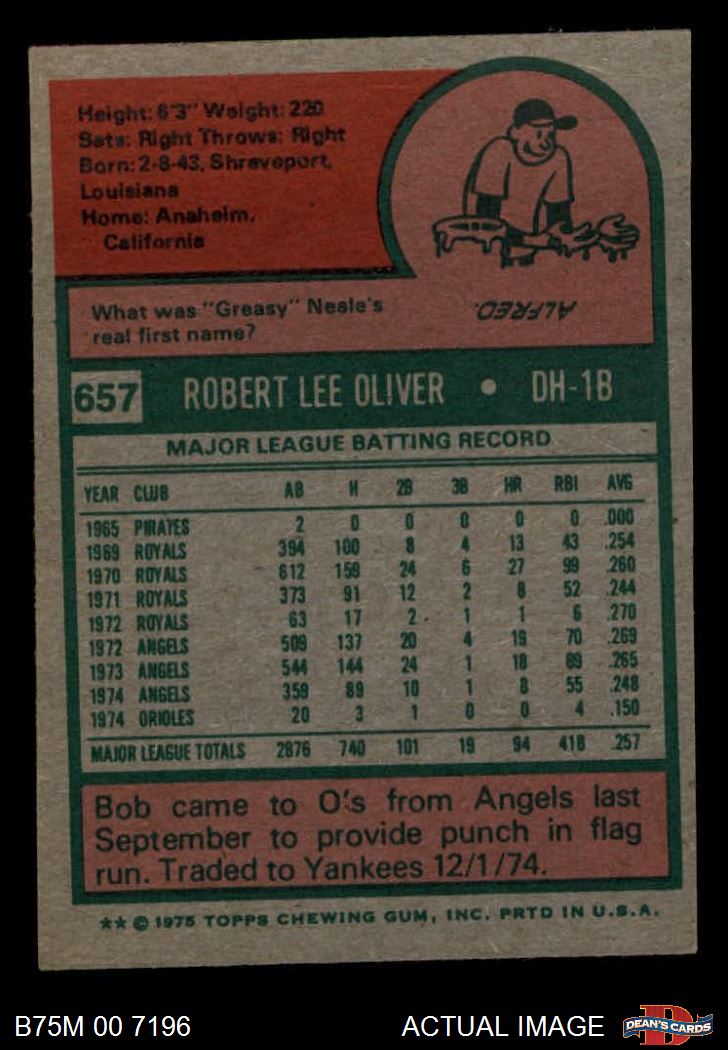 Height: 6'3" Weight: 220
Bats: Right Throws: Right
Born: 2-8-43, Shreveport,
Louisiana
Home: Anaheim,
California
What was "Greasy" Neale's
real first name?
ALFRED.
657 ROBERT LEE OLIVER • DH-1B
MAJOR LEAGUE BATTING RECORD
YEAR CLUB AB H 2B 3B HR RBI AVG
1965 PIRATES 2 0 0 0 0 0 .000
1969 ROYALS 394 100 8 4 13 43 .254
1970 ROYALS 612 159 24 6 27 99 .260
1971 ROYALS 373 91 12 2 8 52 .244
1972 ROYALS 63 17 2 1 1 6 .270
1972 ANGELS 509 137 20 4 19 70 .269
1973 ANGELS 544 144 24 1 18 89 .265
1974 ANGELS 359 89 10 1 8 55 .248
1974 ORIOLES 20 3 1 0 0 4 .150
MAJOR LEAGUE TOTALS 2876 740 101 19 94 418 .257
Bob came to O's from Angels last
September to provide punch in flag
run. Traded to Yankees 12/1/74.
** © 1975 TOPPS CHEWING GUM, INC. PRTD IN U.S.A.
B75M 00 7196 ACTUAL IMAGE D DEAN'S CARDS